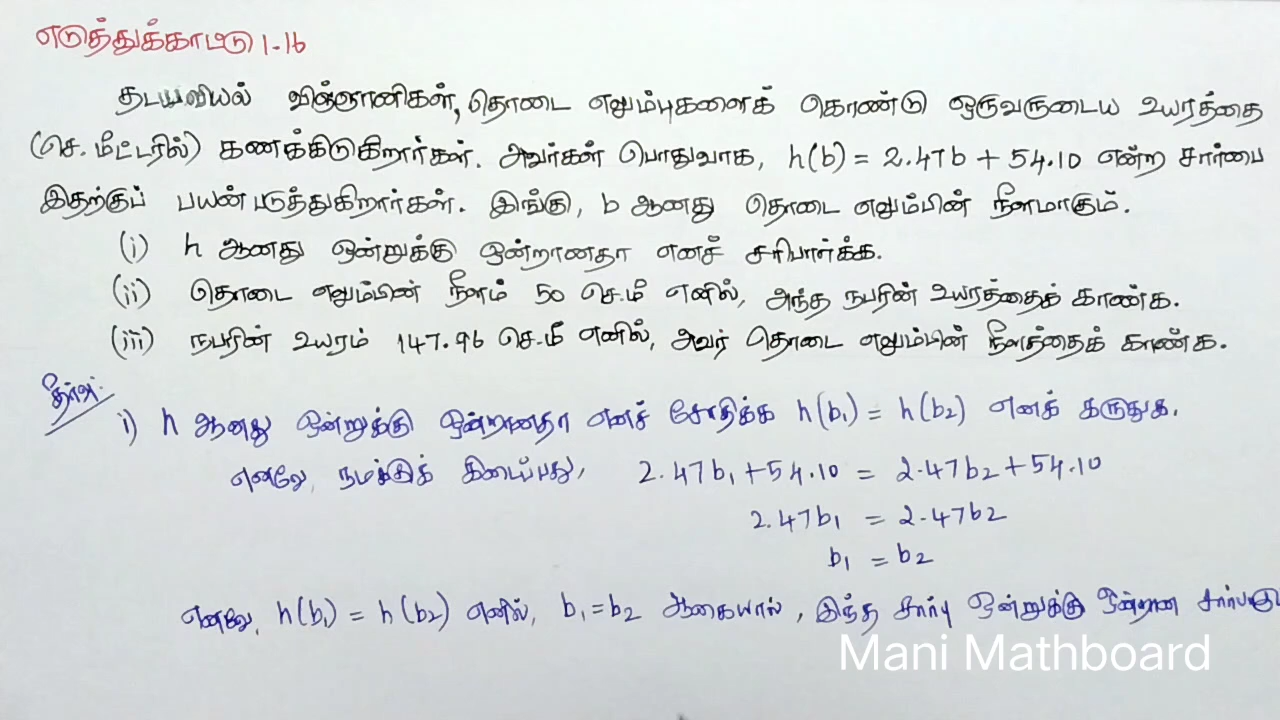 எடுத்துக்காட்டு 1.16
தடயவியல் விஞ்ஞானிகள், தொடை எலும்புகளைக் கொண்டு ஒருவருடைய உயரத்தை
(செ.மீட்டரில்) கணக்கிடுகிறார்கள். அவர்கள் பொதுவாக, h(b) = 2.47b + 54.10 என்ற சார்பை
இதற்குப் பயன்படுத்துகிறார்கள். இங்கு, b ஆனது தொடை எலும்பின் நீளமாகும்.
(i) h ஆனது ஒன்றுக்கு ஒன்றானதா எனச் சரிபார்க்க.
(ii) தொடை எலும்பின் நீளம் 50 செ.மீ எனில், அந்த நபரின் உயரத்தைக் காண்க.
(iii) நபரின் உயரம் 147.96 செ.மீ எனில், அவர் தொடை எலும்பின் நீளத்தைக் காண்க.
தீர்வு:
i) h ஆனது ஒன்றுக்கு ஒன்றானதா எனச் சோதிக்க h(b₁) = h(b₂) எனக் கருதுக.
எனவே, நமக்குக் கிடைப்பது, 2.47b₁ + 54.10 = 2.47b₂ + 54.10
2.47b₁ = 2.47b₂
b₁ = b₂
எனவே, h(b₁) = h(b₂) எனில், b₁ = b₂ ஆகையால், இந்த சார்பு ஒன்றுக்கு ஒன்றான
Mani Mathboard